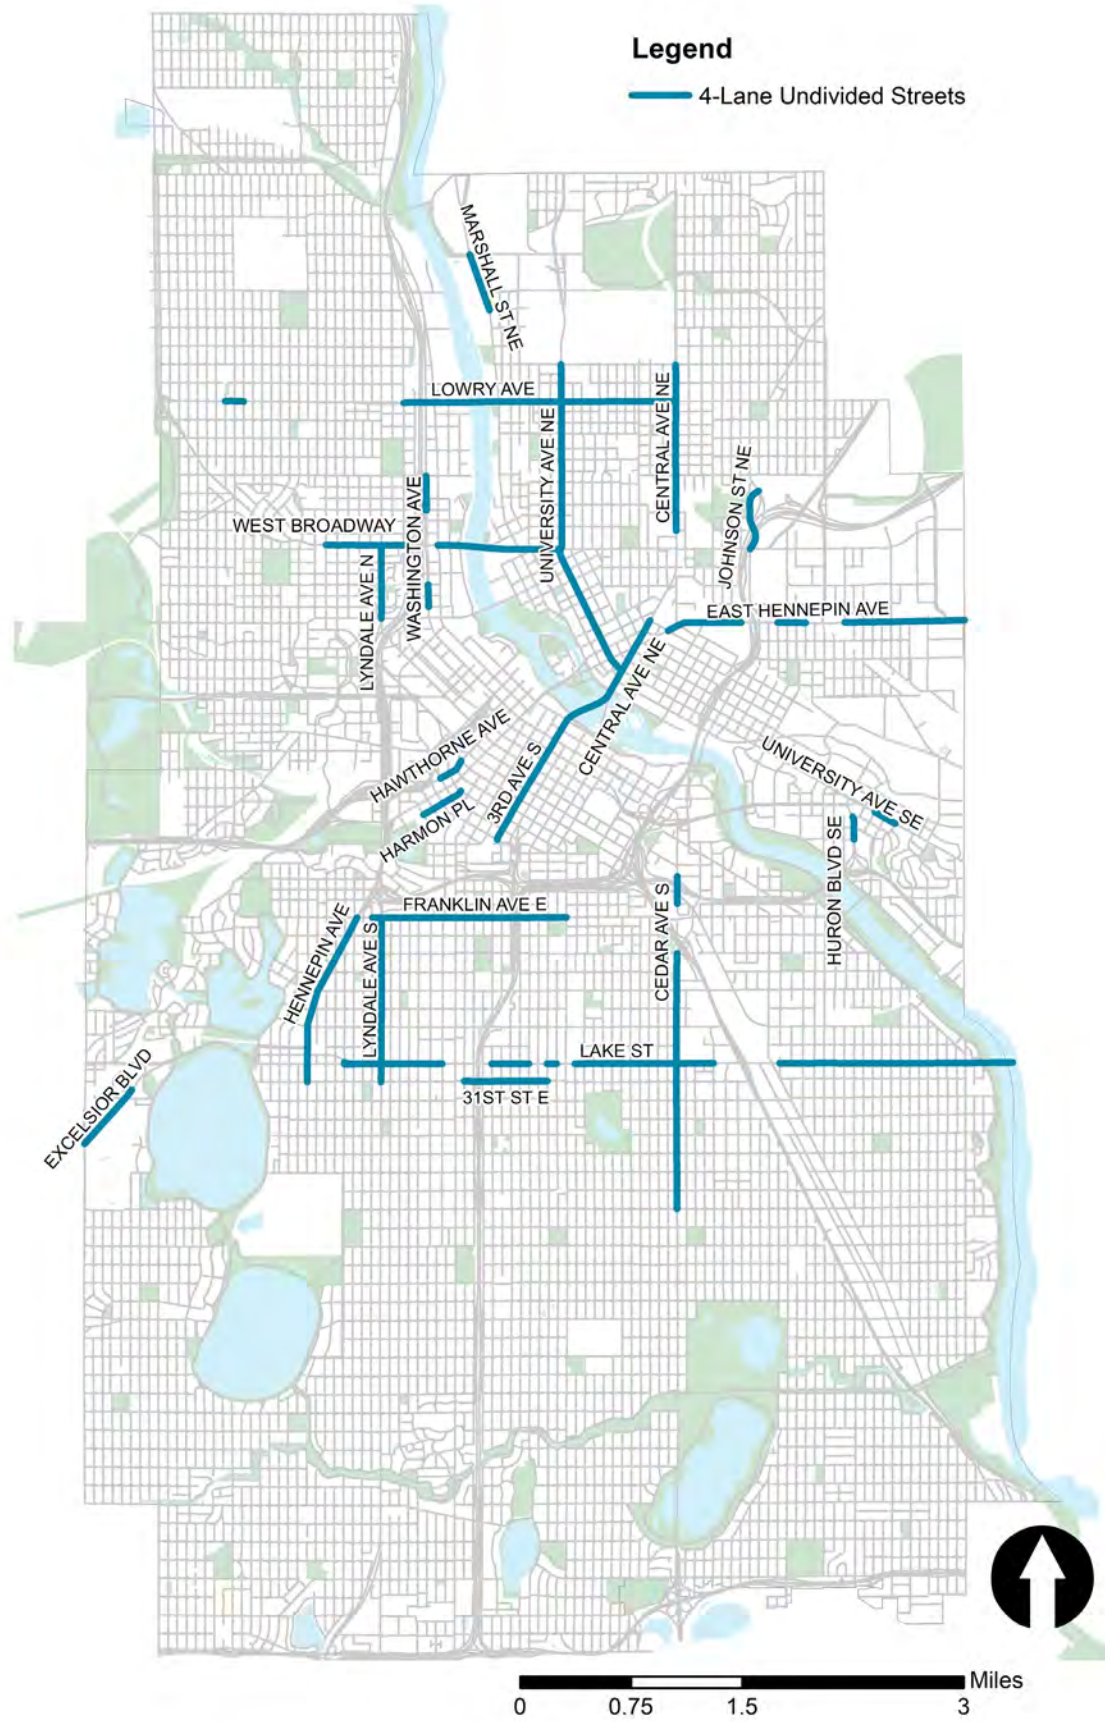 Legend
4-Lane Undivided Streets
MARSHALL ST NE
LOWRY AVE
UNIVERSITY AVE NE
CENTRAL AVE NE
JOHNSON ST NE
WASHINGTON AVE
WEST BROADWAY
LYNDALE AVE N
EAST HENNEPIN AVE
CENTRAL AVE NE
HAWTHORNE AVE
3RD AVE S
UNIVERSITY AVE SE
HARMON PL
HURON BLVD SE
FRANKLIN AVE E
HENNEPIN AVE
LYNDALE AVE S
CEDAR AVE S
LAKE ST
EXCELSIOR BLVD
31ST ST E
Miles
0 0.75 1.5 3